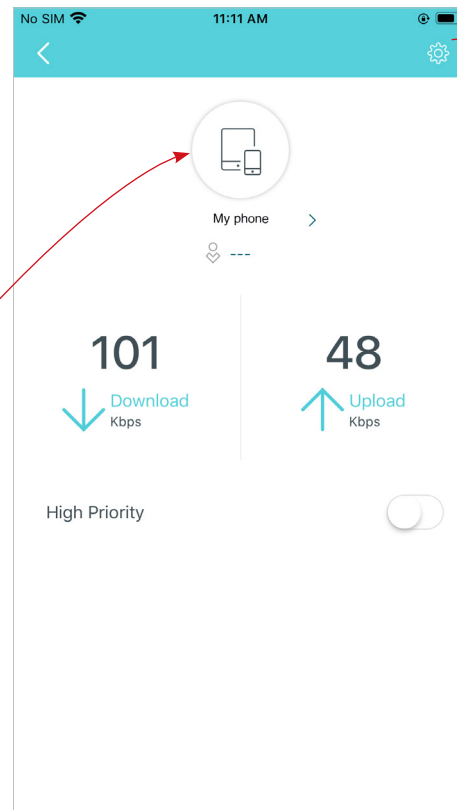 No SIM 11:11 AM
My phone
---
101 48
Download Upload
Kbps Kbps
High Priority